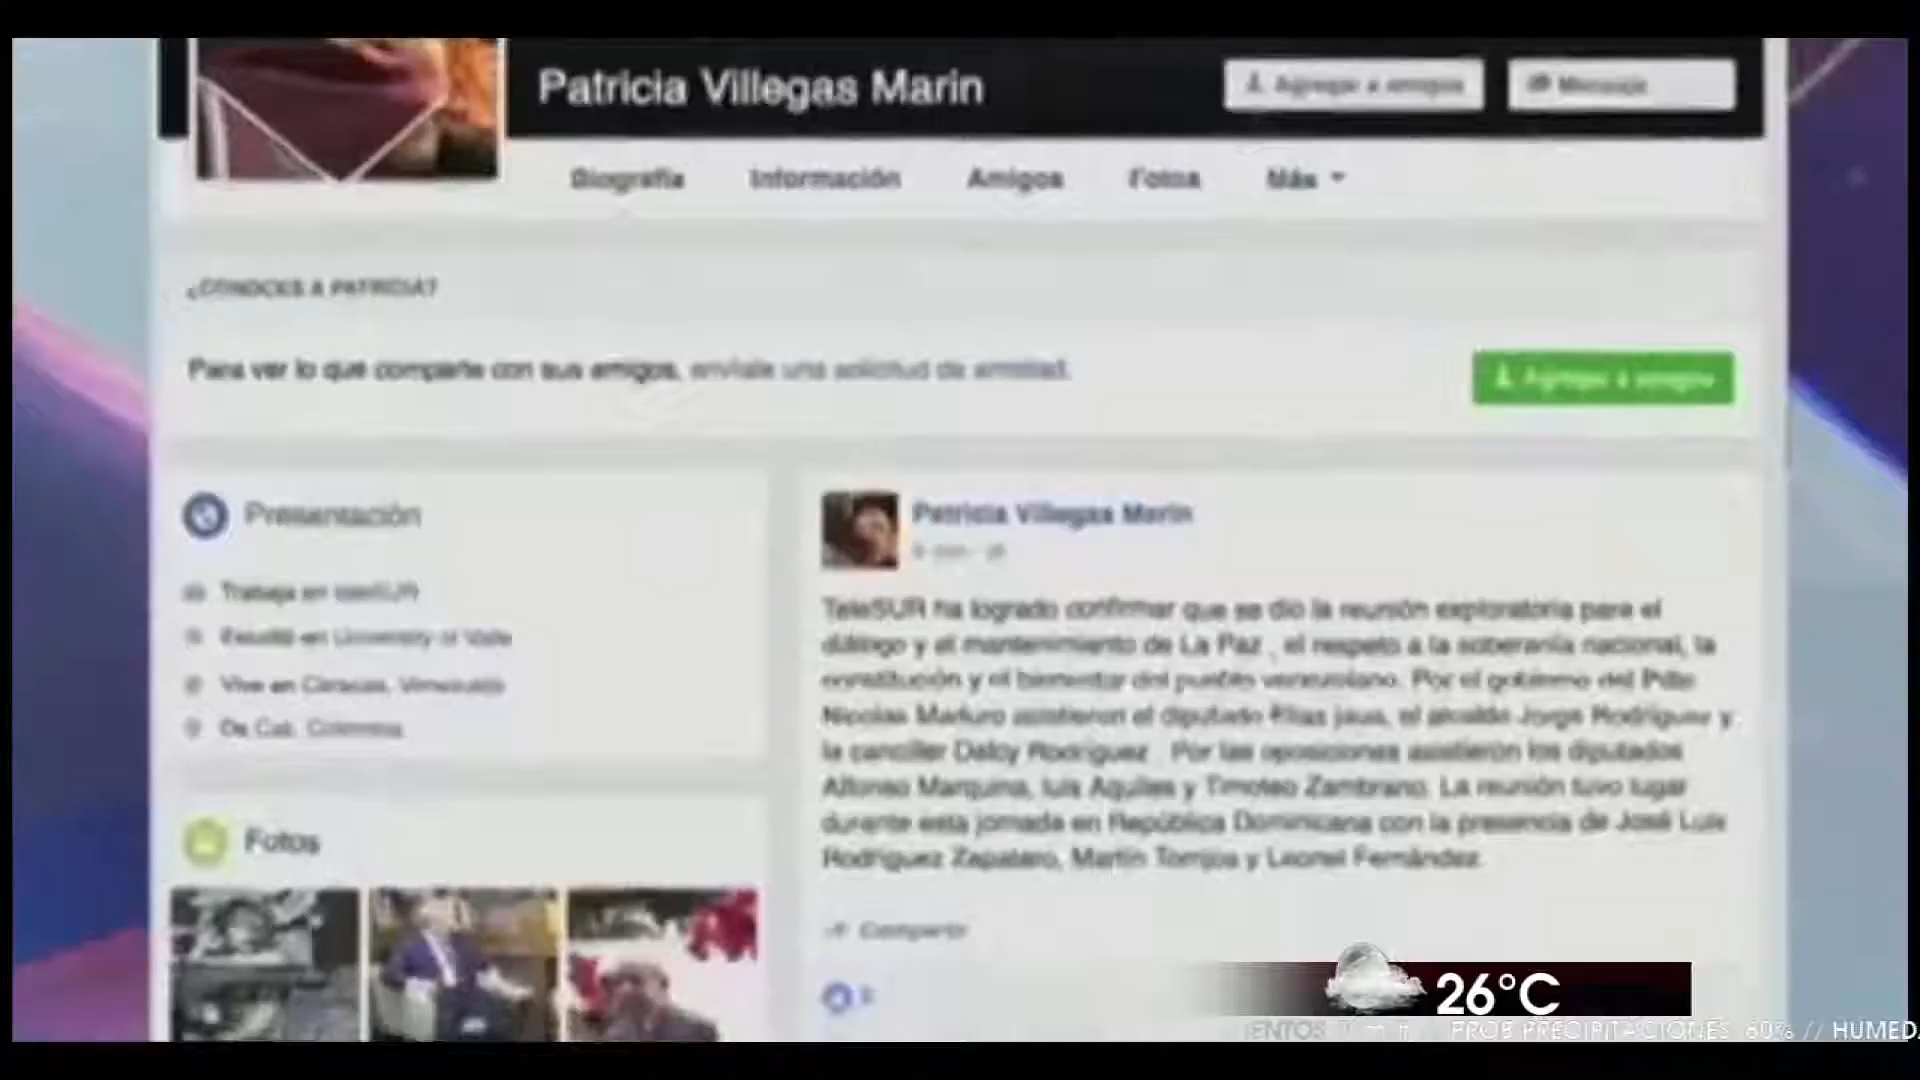 Patricia Villegas Marin
Agregar a amigos
Mensaje
Biografía
Información
Amigos
Fotos
Más
¿CONOCES A PATRICIA?
Para ver lo que comparte con sus amigos, envíale una solicitud de amistad.
Agregar a amigos
Presentación
Trabaja en teleSUR
Estudió en University of Valle
Vive en Caracas, Venezuela
De Cali, Colombia
Fotos
Patricia Villegas Marin
TeleSUR ha logrado confirmar que se dio la reunión exploratoria para el
diálogo y el mantenimiento de La Paz , el respeto a la soberanía nacional, la
constitución y el bienestar del pueblo venezolano. Por el gobierno del Pdte
Nicolas Maduro asistieron el diputado Elías jaua, el alcalde Jorge Rodríguez y
la canciller Delcy Rodríguez . Por las oposiciones asistieron los diputados
Alfonso Marquina, luis Aquiles y Timoteo Zambrano. La reunión tuvo lugar
durante esta jornada en República Dominicana con la presencia de José Luis
Rodríguez Zapatero, Martín Torrijos y Leonel Fernández.
Compartir
26°C
IENTOS PROB PRECIPITACIONES 60% // HUMED